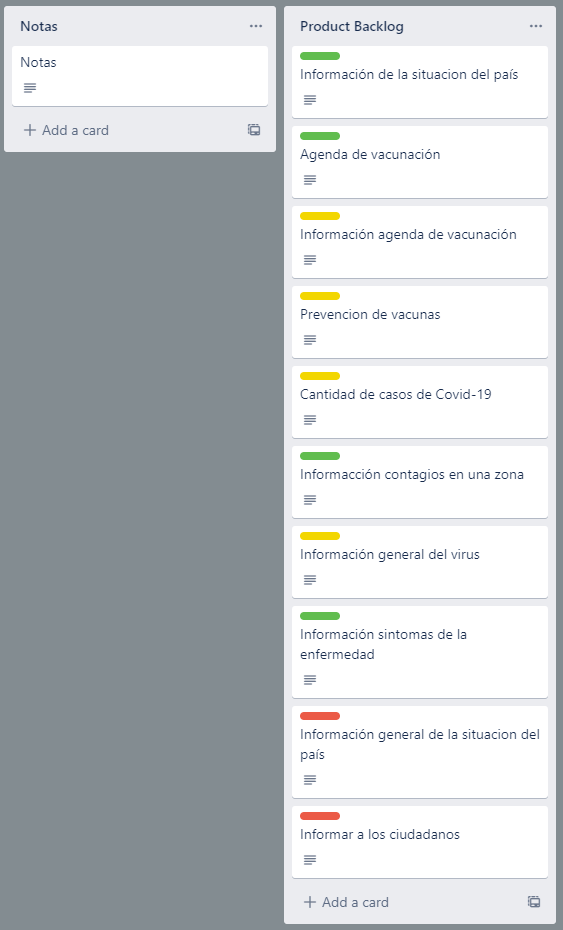 Notas
Notas
Add a card
Product Backlog
Información de la situacion del país
Agenda de vacunación
Información agenda de vacunación
Prevencion de vacunas
Cantidad de casos de Covid-19
Informacción contagios en una zona
Información general del virus
Información sintomas de la
enfermedad
Información general de la situacion del
país
Informar a los ciudadanos
Add a card